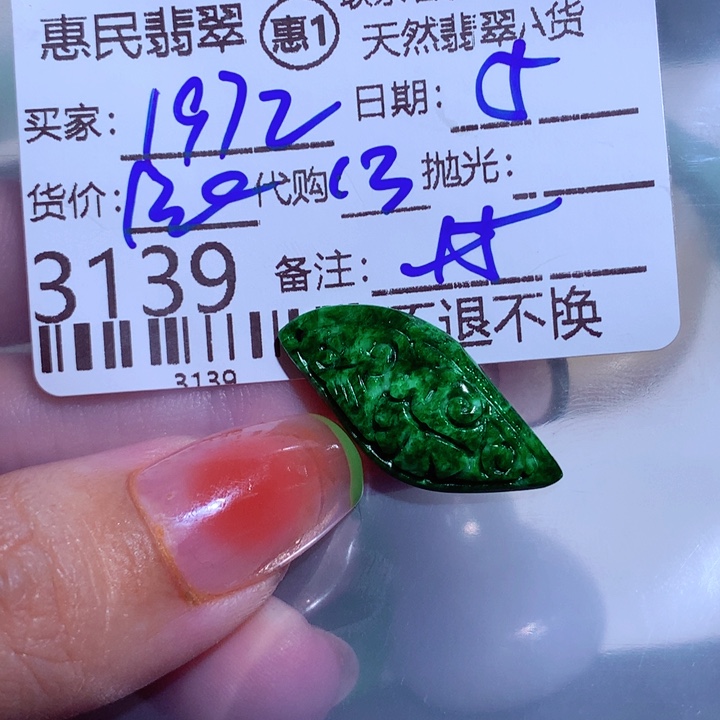 惠民翡翠 惠1 天然翡翠A货
买家: 1972 日期: 5
货价: 130 代购 13 抛光:
3139 备注:
不退不换
3139